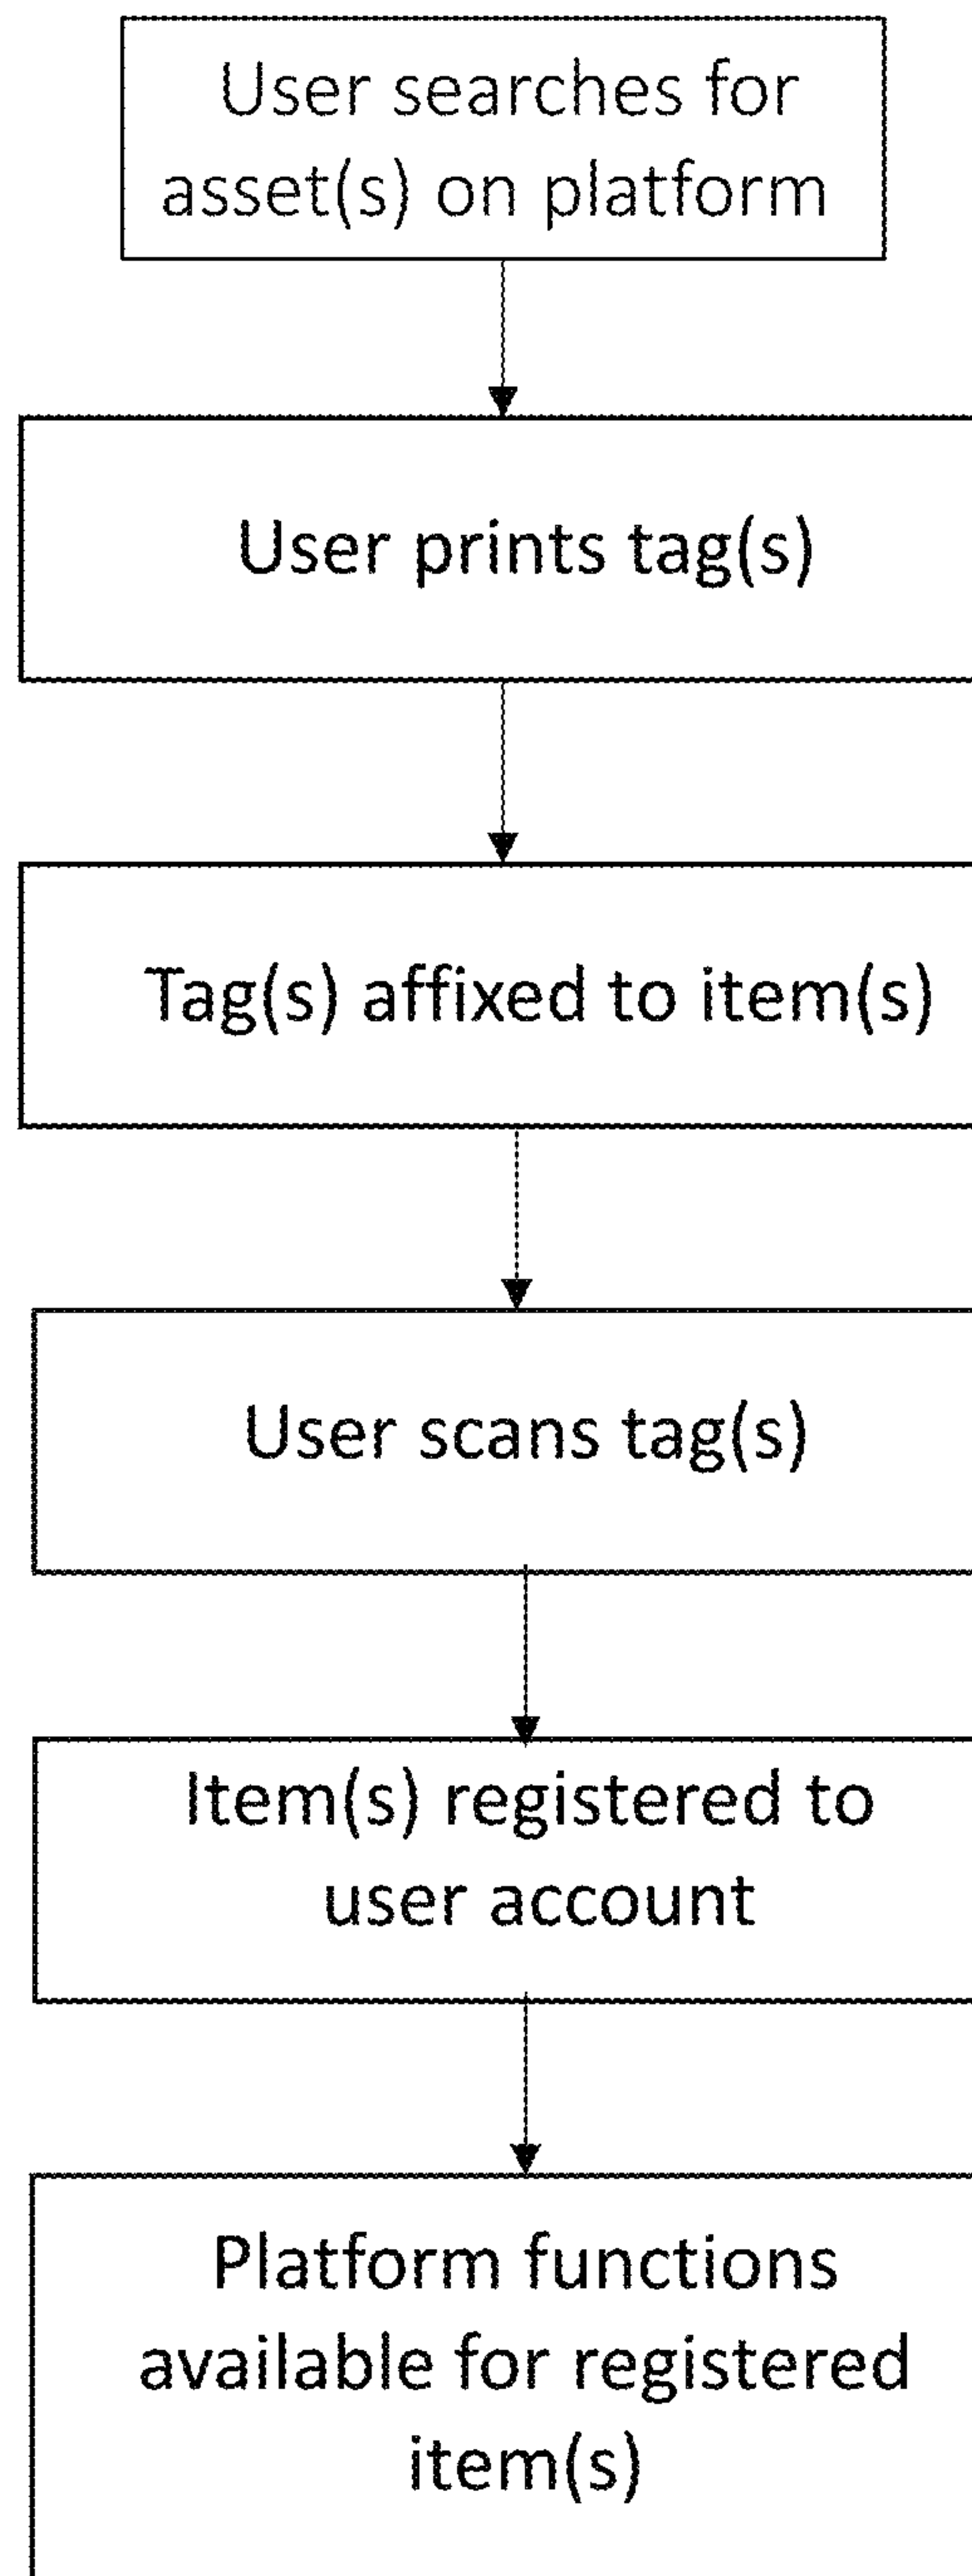 User searches for
asset(s) on platform
User prints tag(s)
Tag(s) affixed to item(s)
User scans tag(s)
Item(s) registered to
user account
Platform functions
available for registered
item(s)